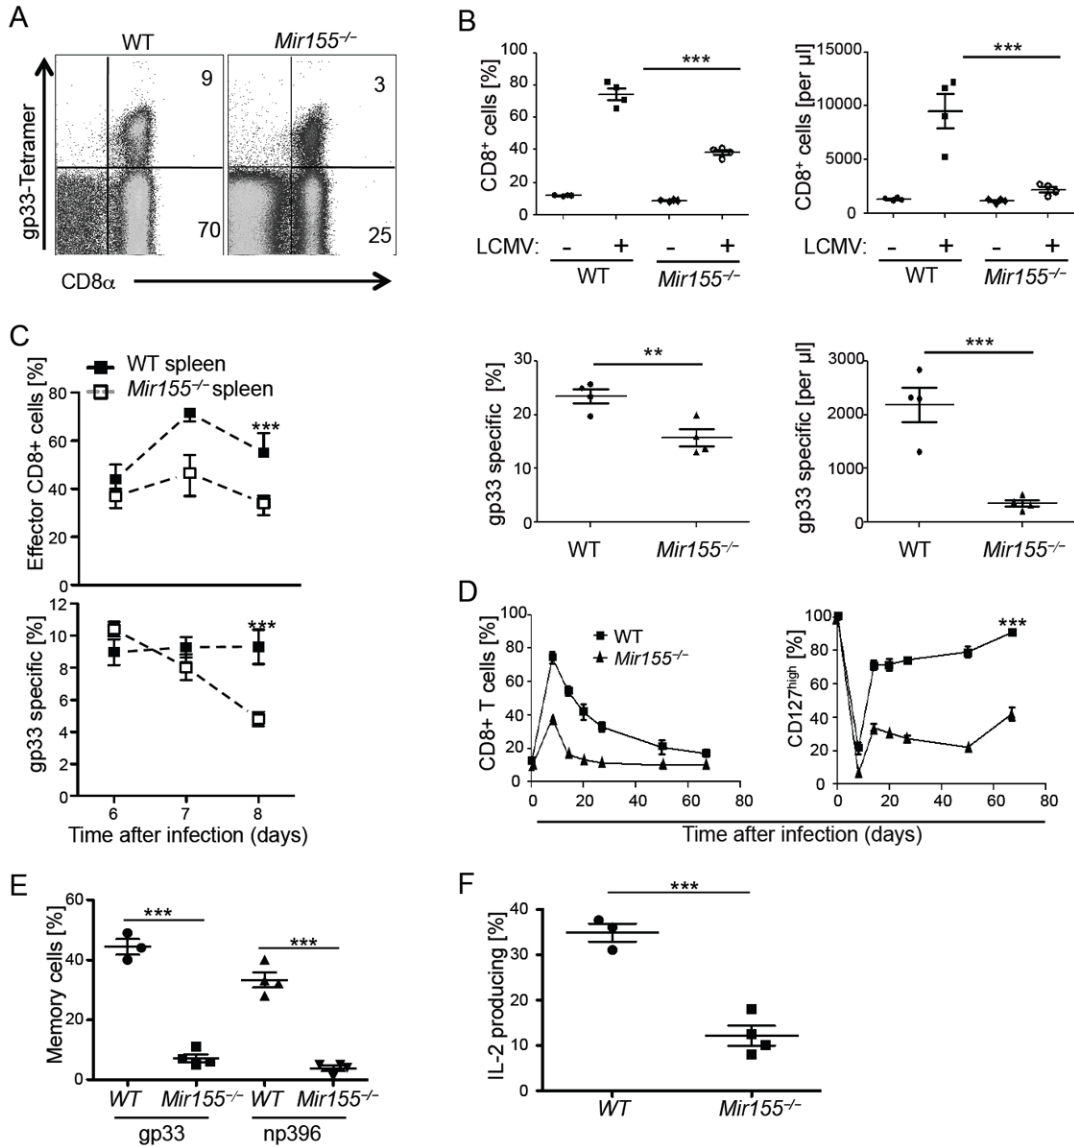 A
WT
Mir155–/–
gp33-Tetramer
9
70
3
25
CD8α
B
CD8+ cells [%]
100
80
60
40
20
0
***
LCMV:
-
+
-
+
WT
Mir155–/–
CD8+ cells [per µl]
15000
10000
5000
0
***
LCMV:
-
+
-
+
WT
Mir155–/–
gp33 specific [%]
30
20
10
0
**
WT
Mir155–/–
gp33 specific [per µl]
3000
2000
1000
0
***
WT
Mir155–/–
C
WT spleen
Mir155–/– spleen
Effector CD8+ cells [%]
80
60
40
20
0
***
gp33 specific [%]
12
10
8
6
4
2
0
***
6
7
8
Time after infection (days)
D
CD8+ T cells [%]
100
80
60
40
20
0
WT
Mir155–/–
0
20
40
60
80
CD127high [%]
100
80
60
40
20
0
***
0
20
40
60
80
Time after infection (days)
E
Memory cells [%]
60
40
20
0
***
***
WT
Mir155–/–
WT
Mir155–/–
gp33
np396
F
IL-2 producing [%]
40
30
20
10
0
***
WT
Mir155–/–